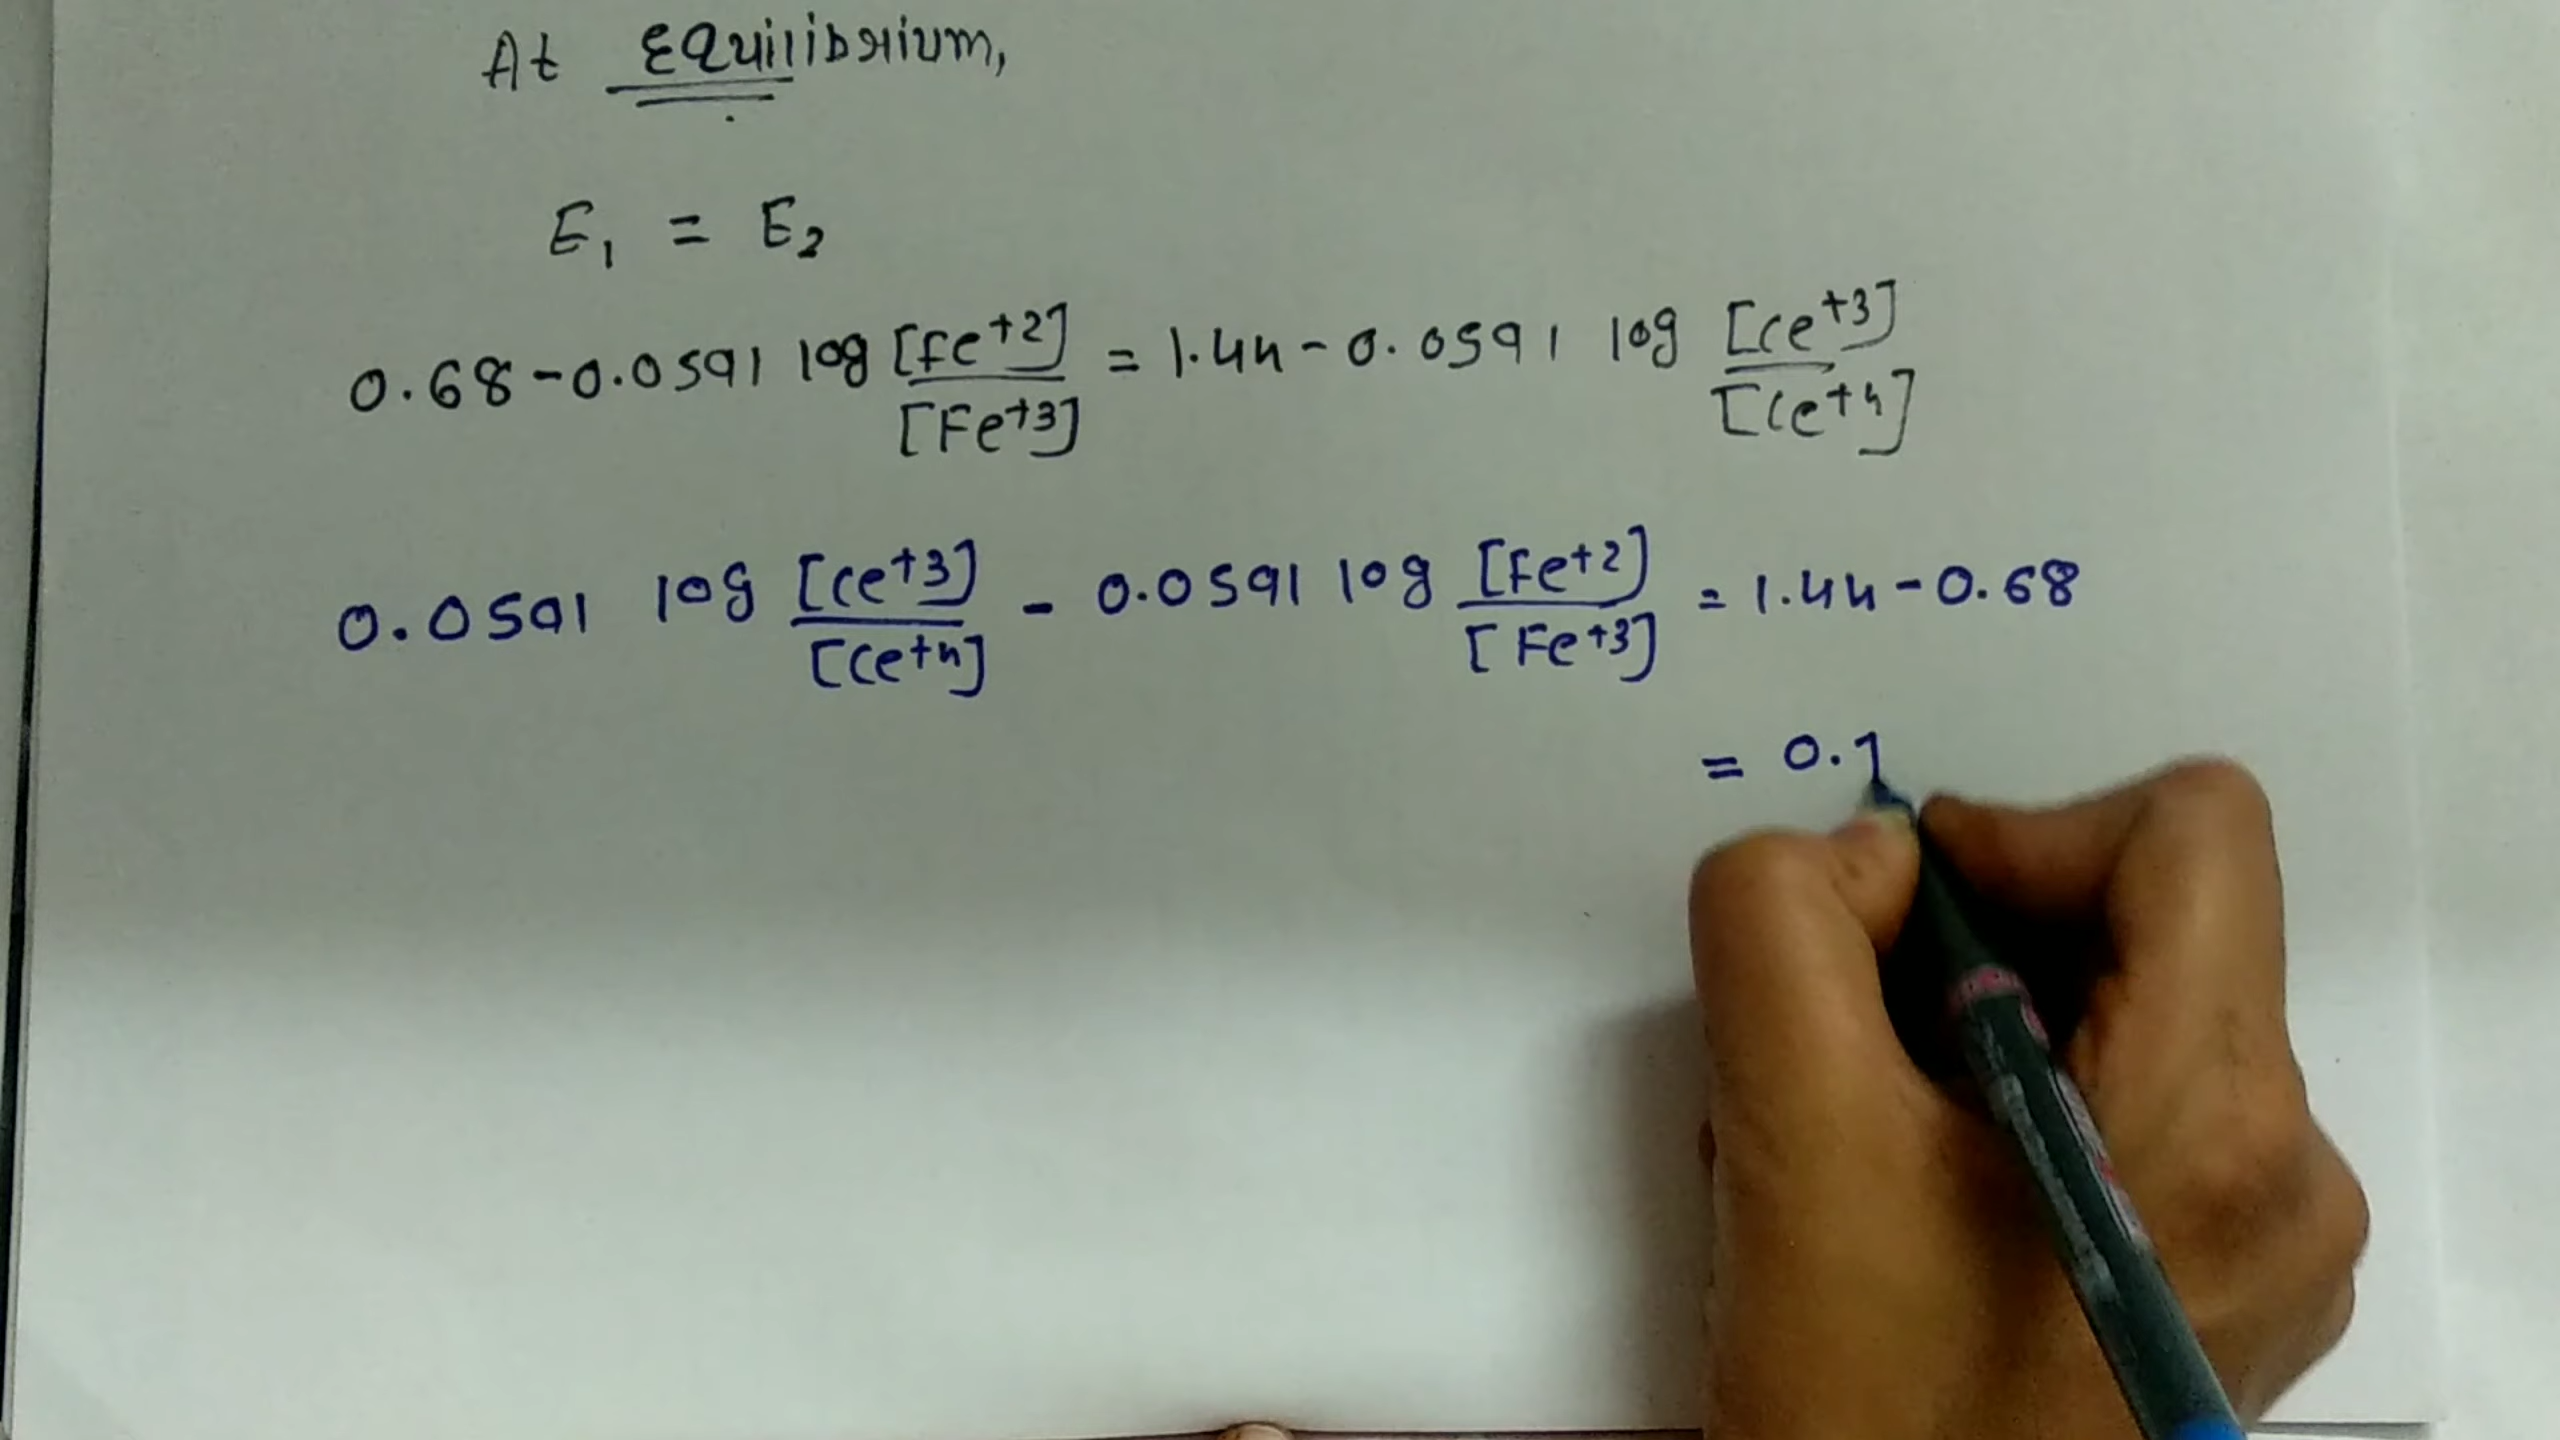 At Equilibrium,
E₁ = E₂
0.68 - 0.0591 log [Fe⁺²]/[Fe⁺³] = 1.44 - 0.0591 log [Ce⁺³]/[Ce⁺⁴]
0.0591 log [Ce⁺³]/[Ce⁺⁴] - 0.0591 log [Fe⁺²]/[Fe⁺³] = 1.44 - 0.68
= 0.7